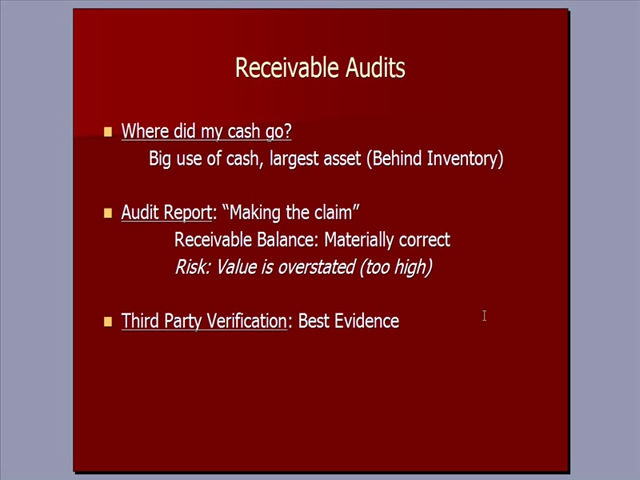 Receivable Audits
Where did my cash go?
Big use of cash, largest asset (Behind Inventory)
Audit Report: “Making the claim”
Receivable Balance: Materially correct
Risk: Value is overstated (too high)
Third Party Verification: Best Evidence